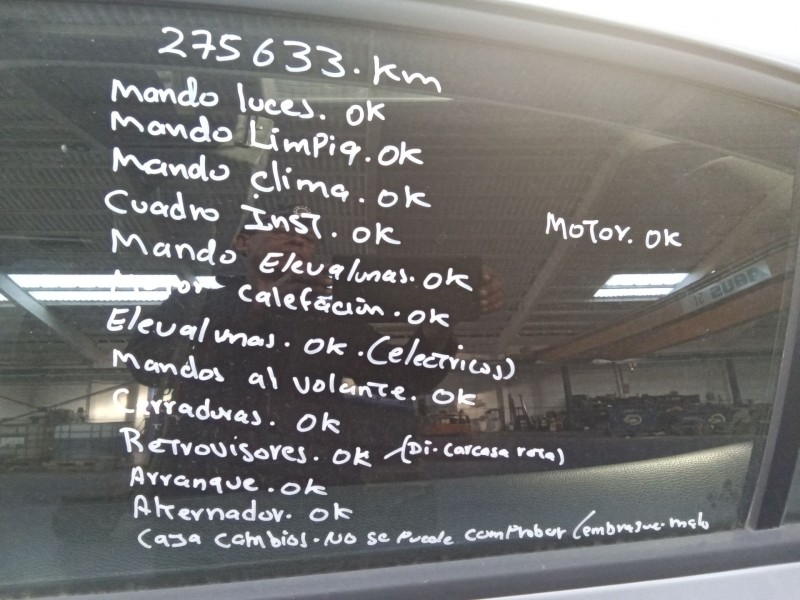 275633.km
Mando luces. OK
Mando Limpia. OK
Mando clima. OK
Cuadro Inst. OK
Motor. OK
Mando Elevalunas. OK
Motor calefación. OK
Elevalunas. OK. (electricos)
Mandos al volante. OK
Cerraduras. OK
Retrovisores. OK (Di. carcasa rota)
Arranque. OK
Alternador. OK
Caja cambios. No se puede comprobar (embrague malo